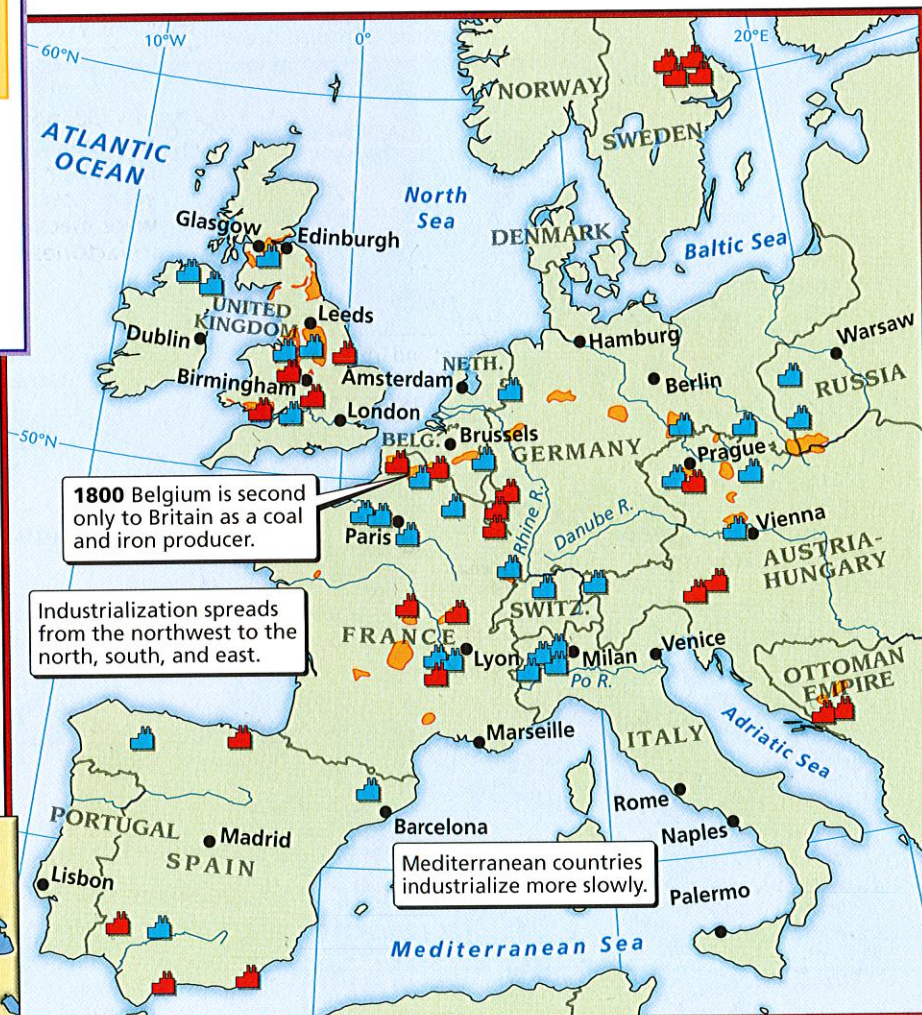 10°W
0°
20°E
60°N
NORWAY
SWEDEN
ATLANTIC
OCEAN
North
Sea
Glasgow
Edinburgh
DENMARK
Baltic Sea
UNITED
KINGDOM
Leeds
Dublin
Hamburg
Warsaw
NETH.
Birmingham
Amsterdam
Berlin
RUSSIA
London
50°N
BELG.
Brussels
GERMANY
Prague
1800 Belgium is second
only to Britain as a coal
and iron producer.
Paris
Rhine R.
Danube R.
Vienna
AUSTRIA-
HUNGARY
Industrialization spreads
from the northwest to the
north, south, and east.
SWITZ.
FRANCE
Lyon
Milan
Venice
Po R.
OTTOMAN
EMPIRE
Marseille
ITALY
Adriatic Sea
PORTUGAL
Madrid
SPAIN
Barcelona
Rome
Naples
Lisbon
Mediterranean countries
industrialize more slowly.
Palermo
Mediterranean Sea